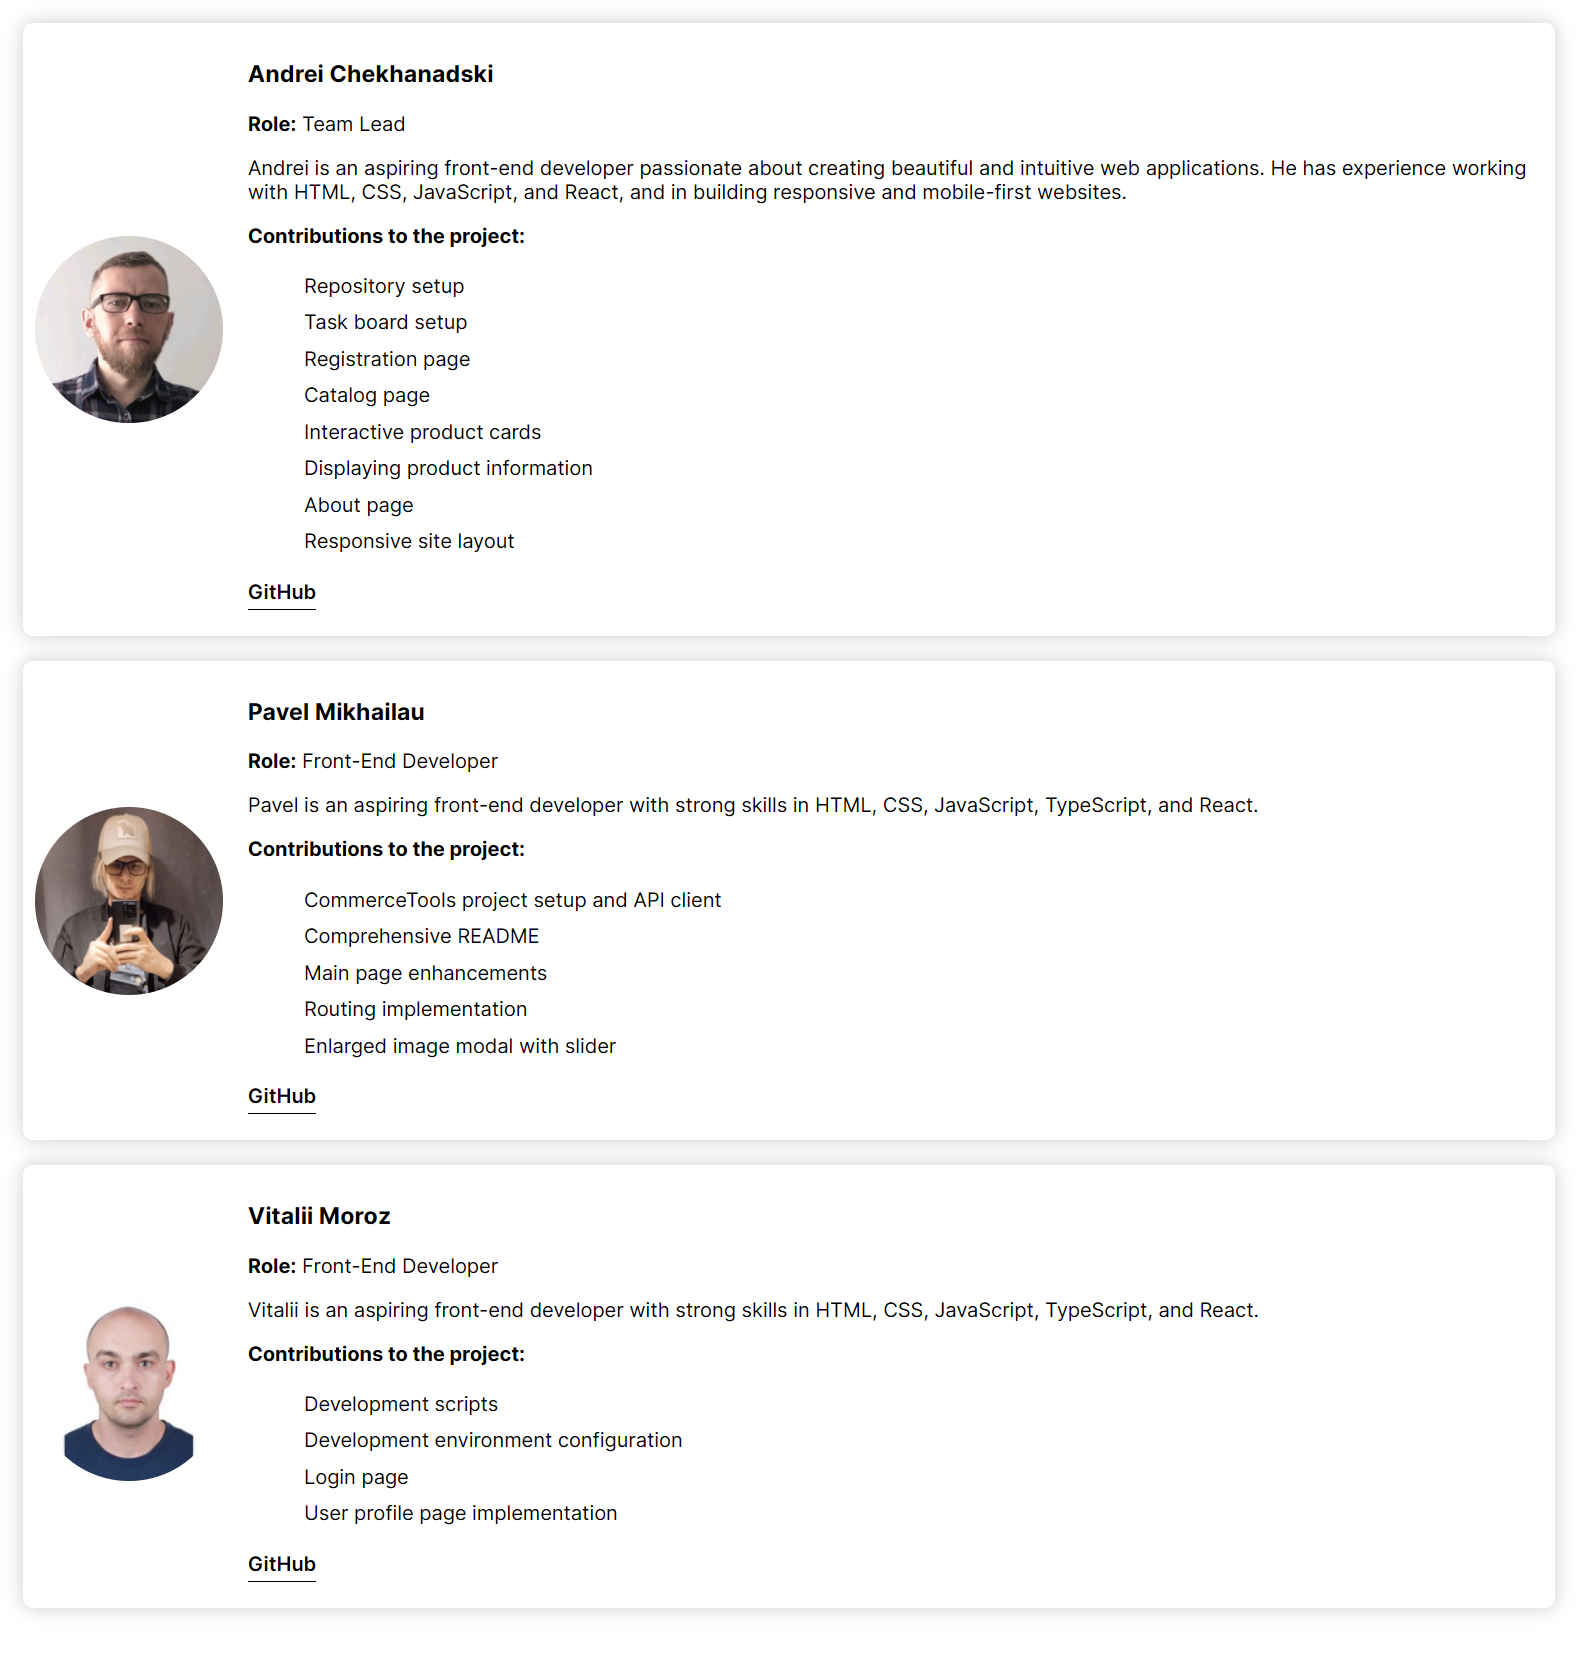 Andrei Chekhanadski
Role: Team Lead
Andrei is an aspiring front-end developer passionate about creating beautiful and intuitive web applications. He has experience working
with HTML, CSS, JavaScript, and React, and in building responsive and mobile-first websites.
Contributions to the project:
Repository setup
Task board setup
Registration page
Catalog page
Interactive product cards
Displaying product information
About page
Responsive site layout
GitHub
Pavel Mikhailau
Role: Front-End Developer
Pavel is an aspiring front-end developer with strong skills in HTML, CSS, JavaScript, TypeScript, and React.
Contributions to the project:
CommerceTools project setup and API client
Comprehensive README
Main page enhancements
Routing implementation
Enlarged image modal with slider
GitHub
Vitalii Moroz
Role: Front-End Developer
Vitalii is an aspiring front-end developer with strong skills in HTML, CSS, JavaScript, TypeScript, and React.
Contributions to the project:
Development scripts
Development environment configuration
Login page
User profile page implementation
GitHub